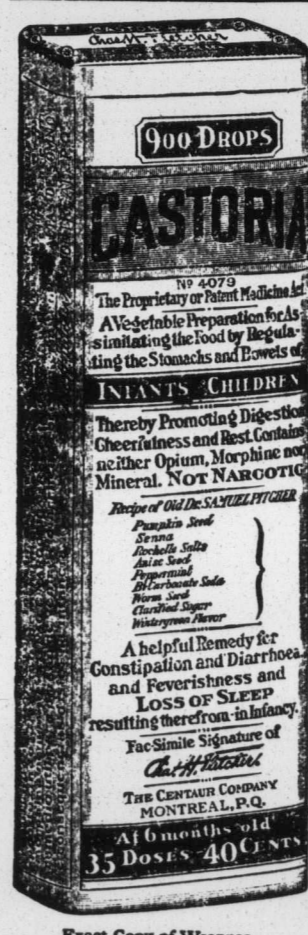 Chas. H. Fletcher
900 DROPS
CASTORIA
Nº 4079
The Proprietary or Patent Medicine Act
A Vegetable Preparation for As-
similating the Food by Regula-
ting the Stomachs and Bowels of
INFANTS CHILDREN
Thereby Promoting Digestion
Cheerfulness and Rest. Contains
neither Opium, Morphine nor
Mineral. NOT NARCOTIC
Recipe of Old Dr. SAMUEL PITCHER
Pumpkin Seed
Senna
Rochelle Salts
Anise Seed
Peppermint
Bi Carbonate Soda
Worm Seed
Clarified Sugar
Wintergreen Flavor
A helpful Remedy for
Constipation and Diarrhoea.
and Feverishness and
LOSS OF SLEEP
resulting therefrom-in Infancy.
Fac-Simile Signature of
Chas. H. Fletcher
THE CENTAUR COMPANY
MONTREAL, P.Q.
At 6 months old
35 DOSES - 40 CENTS
Exact Copy of Wrapper